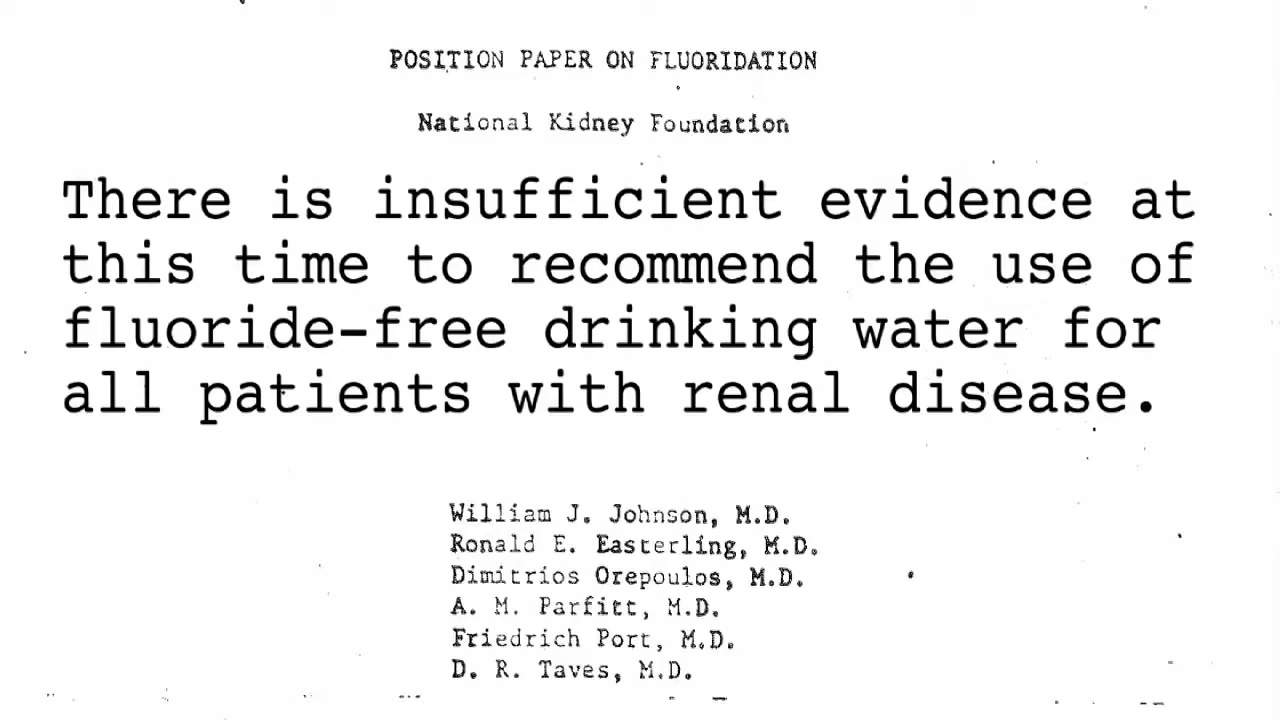 POSITION PAPER ON FLUORIDATION
National Kidney Foundation
There is insufficient evidence at
this time to recommend the use of
fluoride-free drinking water for
all patients with renal disease.
William J. Johnson, M.D.
Ronald E. Easterling, M.D.
Dimitrios Orepoulos, M.D.
A. M. Parfitt, M.D.
Friedrich Port, M.D.
D. R. Taves, M.D.